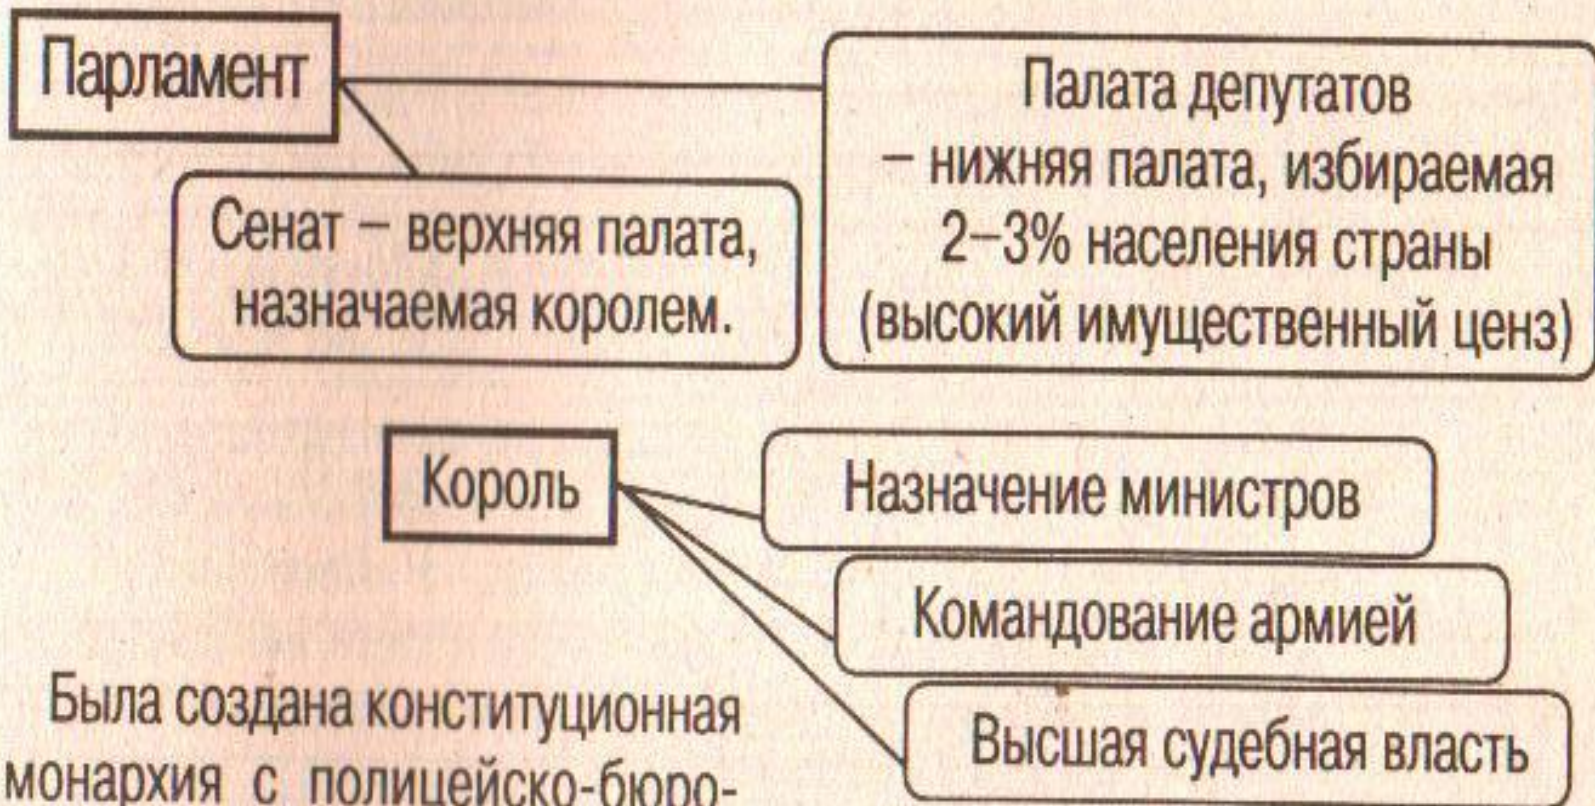 Парламент
Сенат – верхняя палата,
назначаемая королем.
Палата депутатов
– нижняя палата, избираемая
2–3% населения страны
(высокий имущественный ценз)
Король
Назначение министров
Командование армией
Высшая судебная власть
Была создана конституционная
монархия с полицейско-бюро-